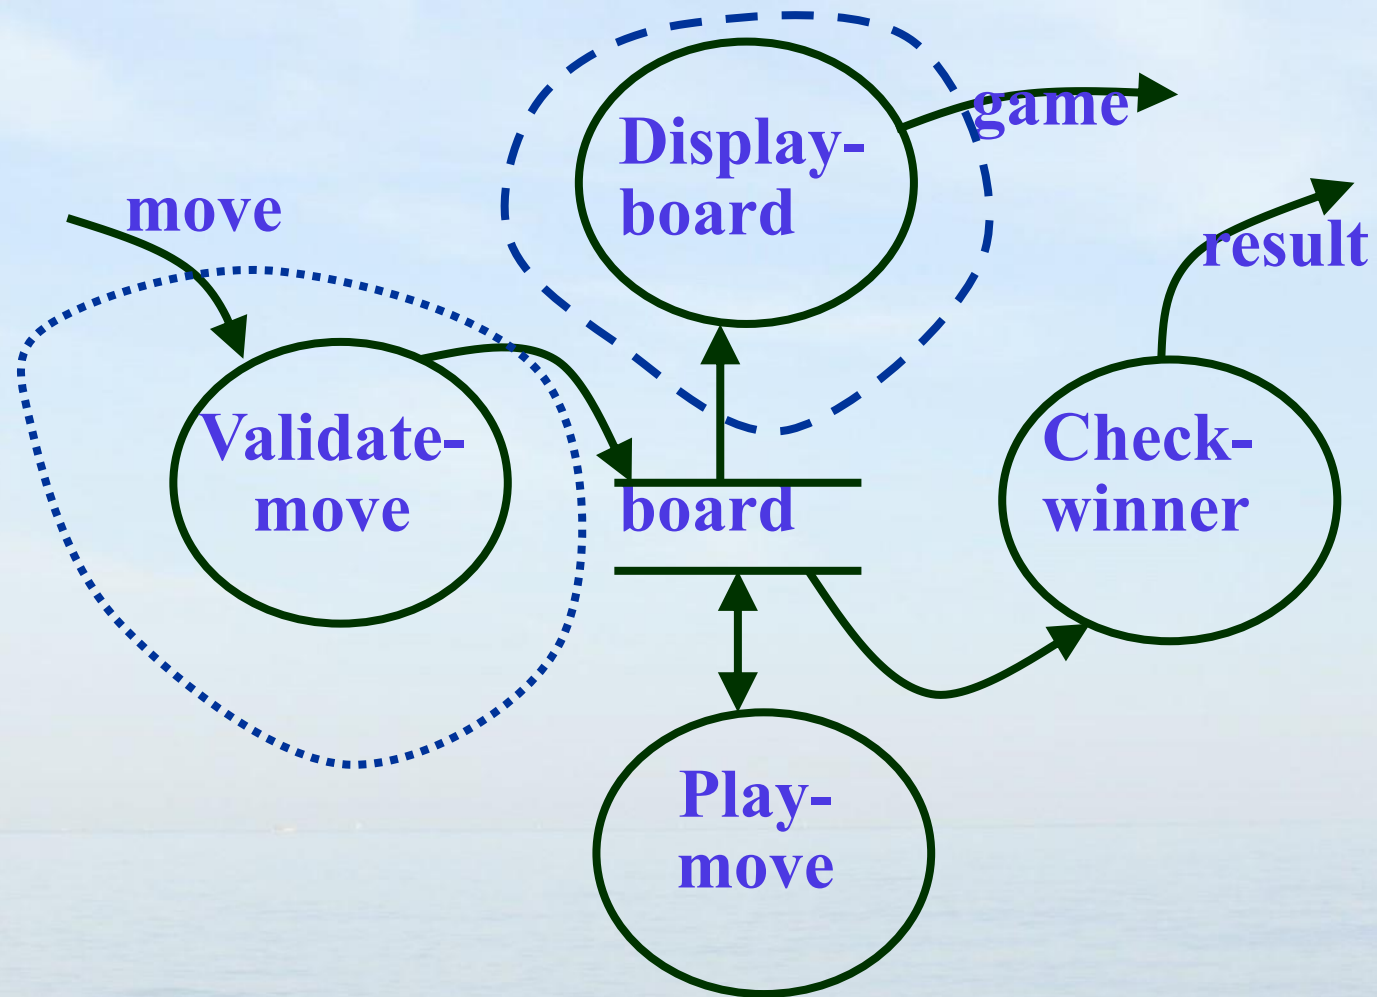 Display-
board
game
move
result
Validate-
move
board
Check-
winner
Play-
move